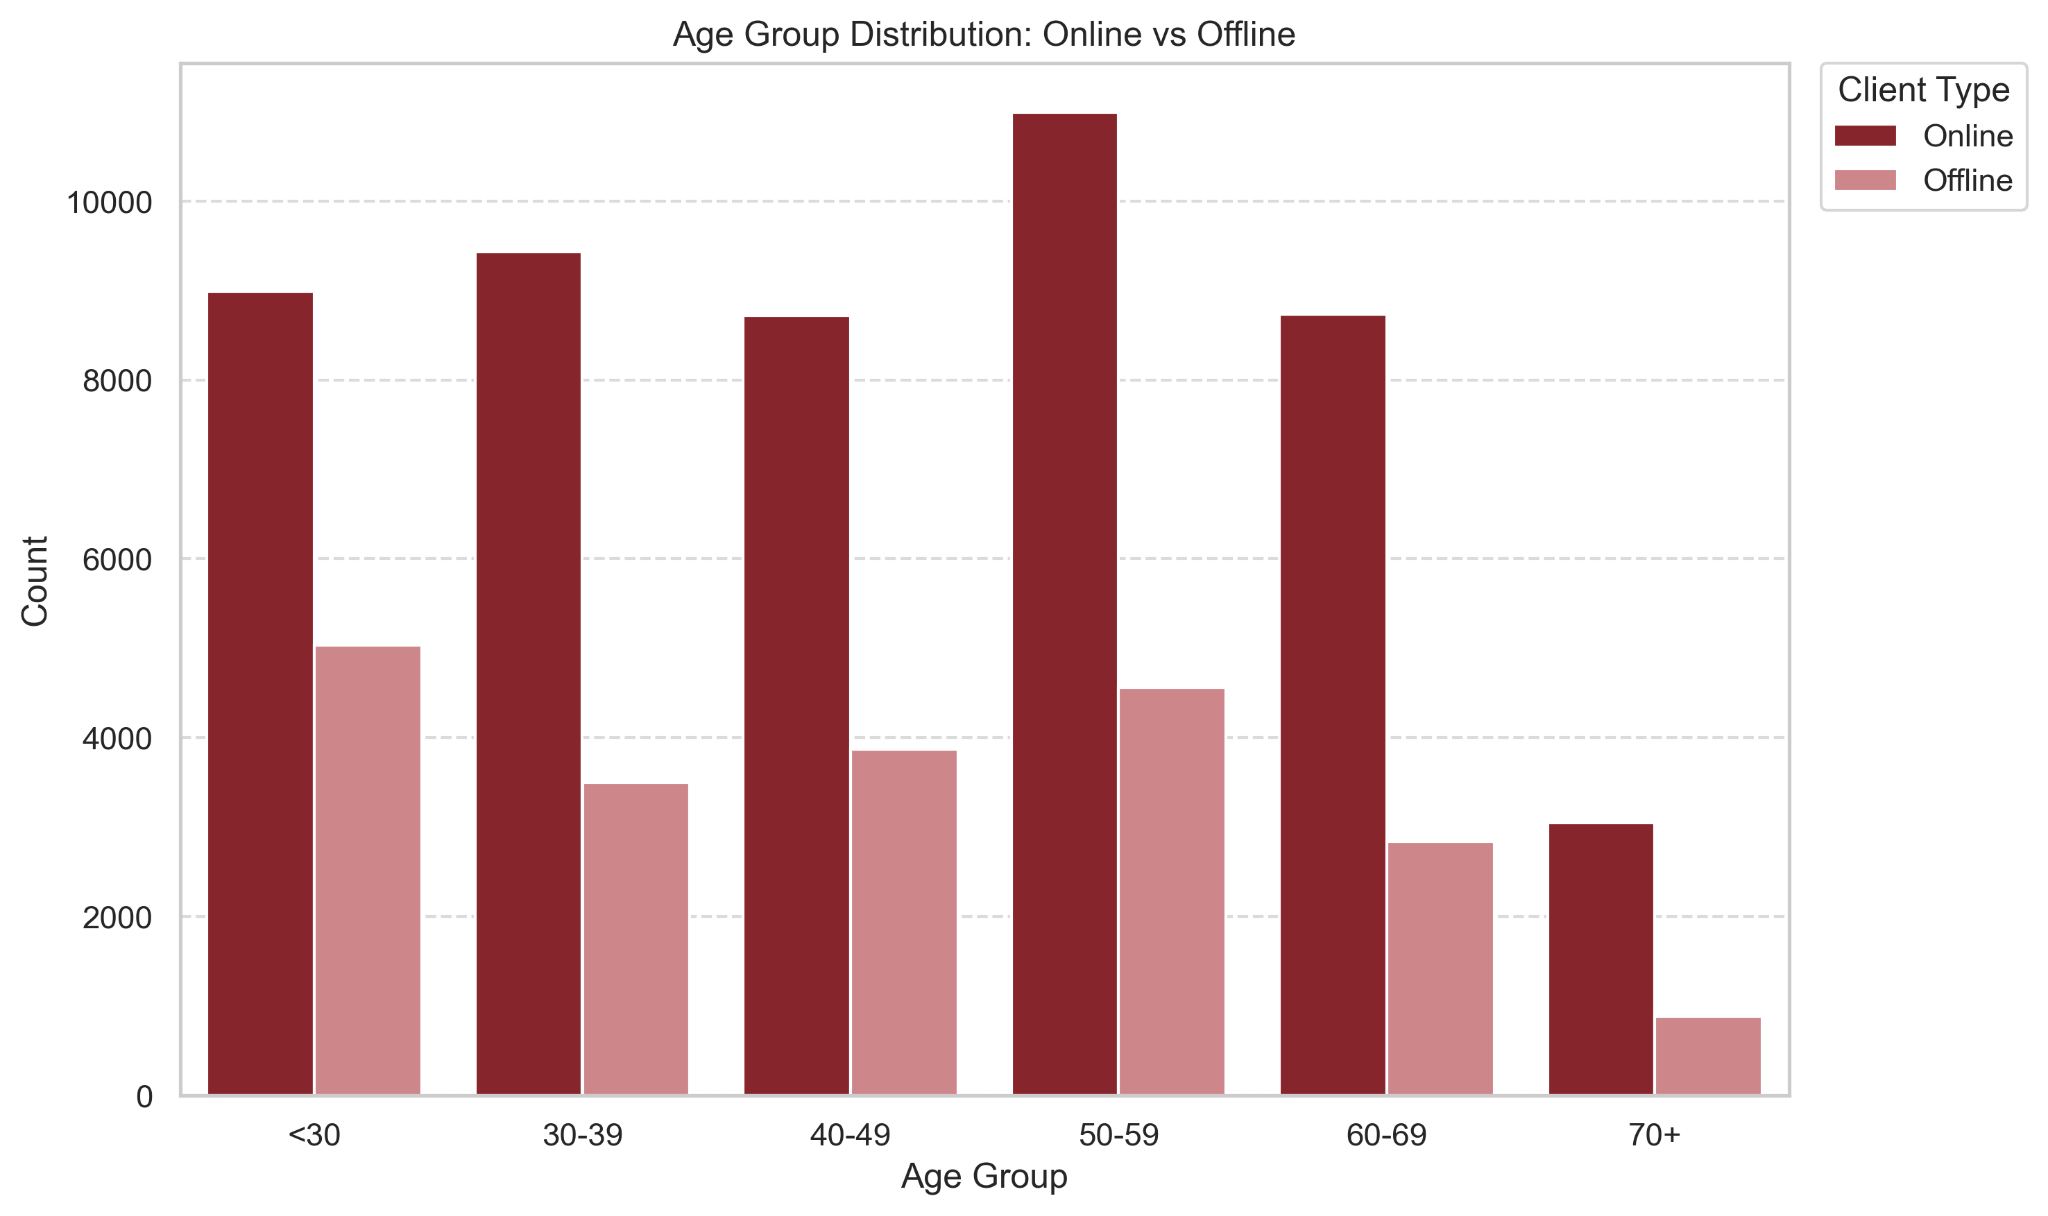 Age Group Distribution: Online vs Offline
Client Type
Online
Offline
10000
8000
6000
4000
2000
0
Count
<30
30-39
40-49
50-59
60-69
70+
Age Group